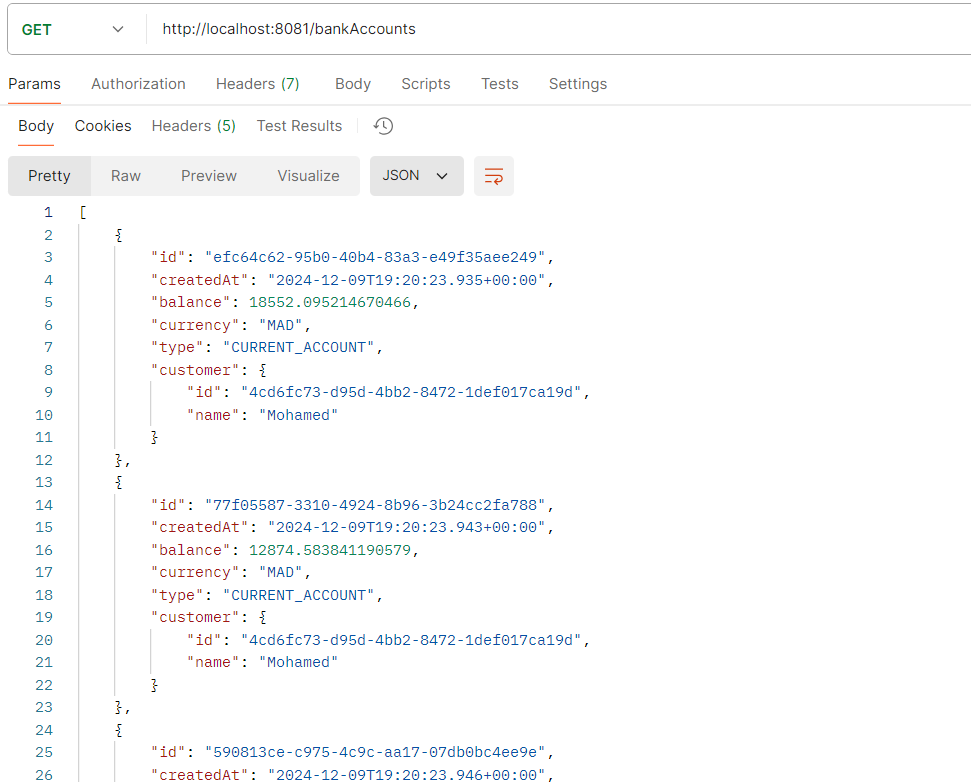 GET http://localhost:8081/bankAccounts
Params Authorization Headers (7) Body Scripts Tests Settings
Body Cookies Headers (5) Test Results
Pretty Raw Preview Visualize JSON
1 [
2 {
3 "id": "efc64c62-95b0-40b4-83a3-e49f35aee249",
4 "createdAt": "2024-12-09T19:20:23.935+00:00",
5 "balance": 18552.095214670466,
6 "currency": "MAD",
7 "type": "CURRENT_ACCOUNT",
8 "customer": {
9 "id": "4cd6fc73-d95d-4bb2-8472-1def017ca19d",
10 "name": "Mohamed"
11 }
12 },
13 {
14 "id": "77f05587-3310-4924-8b96-3b24cc2fa788",
15 "createdAt": "2024-12-09T19:20:23.943+00:00",
16 "balance": 12874.583841190579,
17 "currency": "MAD",
18 "type": "CURRENT_ACCOUNT",
19 "customer": {
20 "id": "4cd6fc73-d95d-4bb2-8472-1def017ca19d",
21 "name": "Mohamed"
22 }
23 },
24 {
25 "id": "590813ce-c975-4c9c-aa17-07db0bc4ee9e",
26 "createdAt": "2024-12-09T19:20:23.946+00:00",